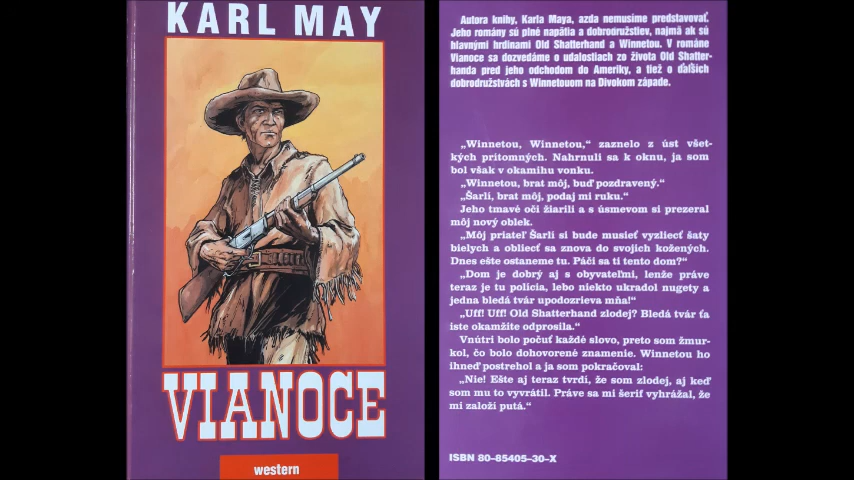 KARL MAY
VIANOCE
western
Autora knihy, Karla Maya, azda nemusíme predstavovať.
Jeho romány sú plné napätia a dobrodružstiev, najmä ak sú
hlavnými hrdinami Old Shatterhand a Winnetou. V románe
Vianoce sa dozvedáme o udalostiach zo života Old Shatter-
handa pred jeho odchodom do Ameriky, a tiež o ďalších
dobrodružstvách s Winnetouom na Divokom západe.
„Winnetou, Winnetou,“ zaznelo z úst všet-
kých prítomných. Nahrnuli sa k oknu, ja som
bol však v okamihu vonku.
„Winnetou, brat môj, buď pozdravený.“
„Šarli, brat môj, podaj mi ruku.“
Jeho tmavé oči žiarili a s úsmevom si prezeral
môj nový oblek.
„Môj priateľ Šarli si bude musieť vyzliecť šaty
bielych a obliecť sa znova do svojich kožených.
Dnes ešte ostaneme tu. Páči sa ti tento dom?“
„Dom je dobrý aj s obyvateľmi, lenže práve
teraz je tu polícia, lebo niekto ukradol nugety a
jedna bledá tvár upodozrieva mňa!“
„Uff! Uff! Old Shatterhand zlodej? Bledá tvár ťa
iste okamžite odprosila.“
Vnútri bolo počuť každé slovo, preto som žmur-
kol, čo bolo dohovorené znamenie. Winnetou ho
ihneď postrehol a ja som pokračoval:
„Nie! Ešte aj teraz tvrdí, že som zlodej, aj keď
som mu to vyvrátil. Práve sa mi šerif vyhrážal, že
mi založí putá.“
ISBN 80-85405-30-X